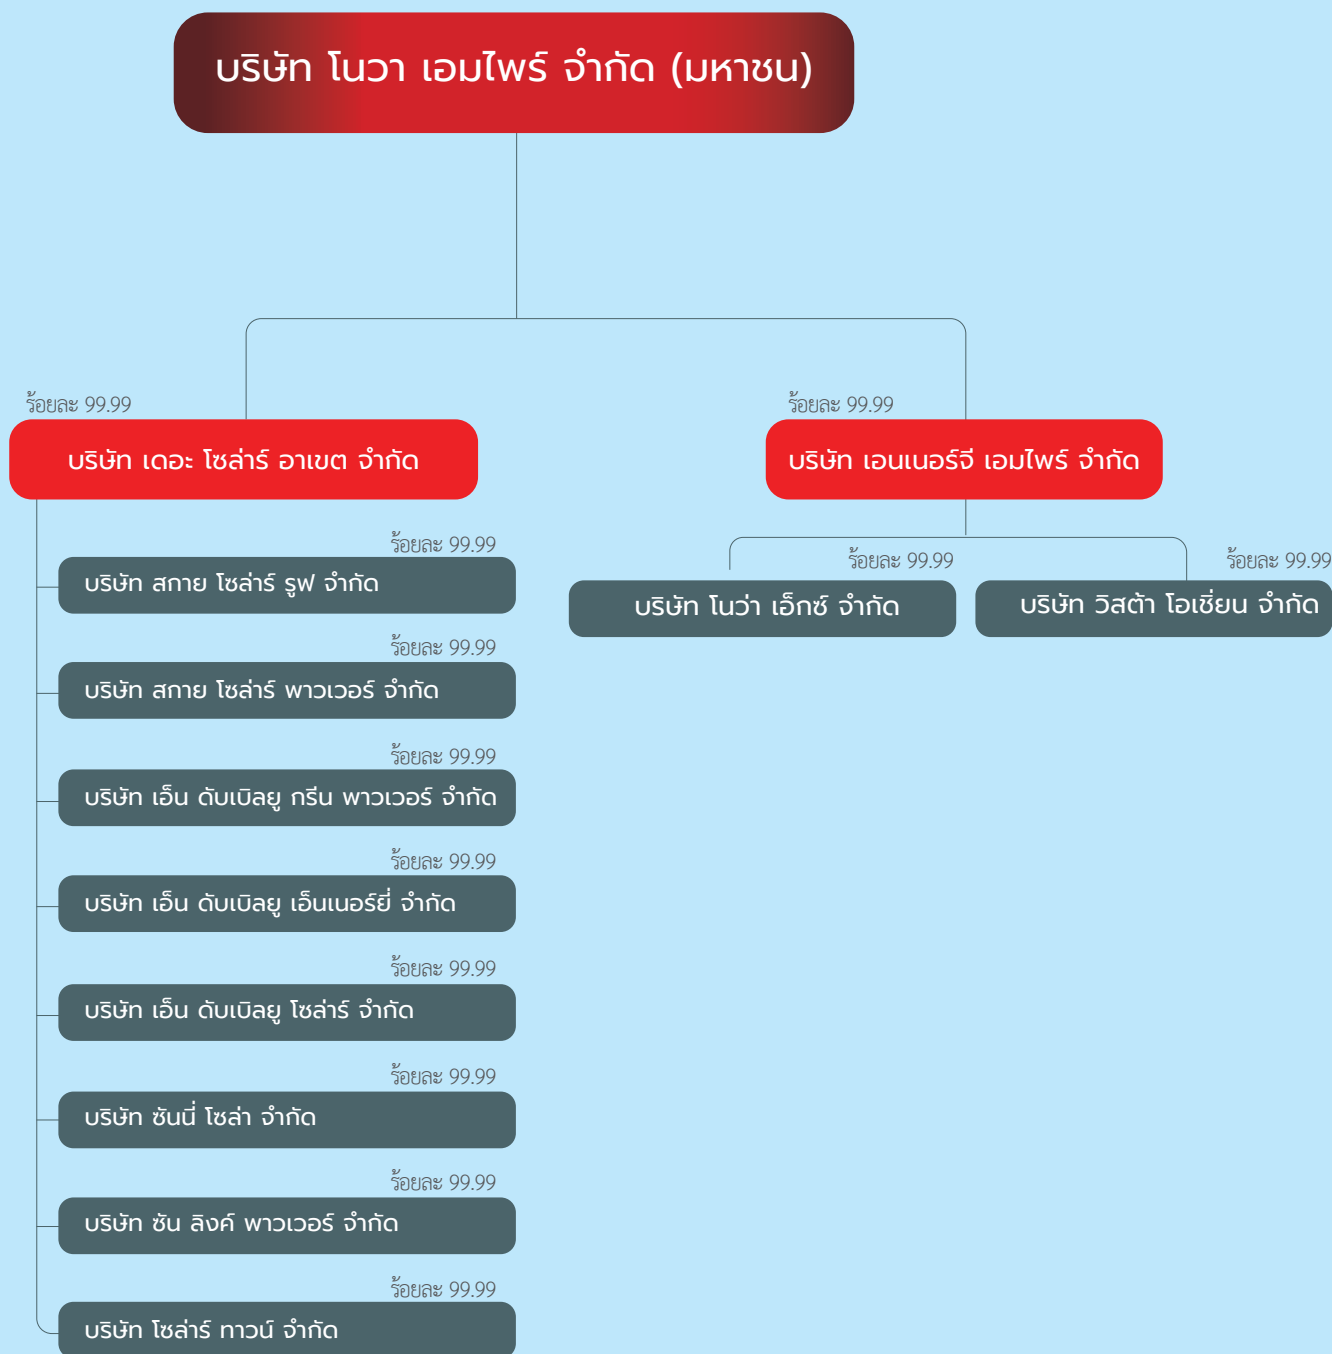 บริษัท โนวา เอมไพร์ จำกัด (มหาชน)
ร้อยละ 99.99
บริษัท เดอะ โซล่าร์ อาเขต จำกัด
ร้อยละ 99.99
บริษัท สกาย โซล่าร์ รูฟ จำกัด
ร้อยละ 99.99
บริษัท สกาย โซล่าร์ พาวเวอร์ จำกัด
ร้อยละ 99.99
บริษัท เอ็น ดับเบิลยู กรีน พาวเวอร์ จำกัด
ร้อยละ 99.99
บริษัท เอ็น ดับเบิลยู เอ็นเนอร์ยี่ จำกัด
ร้อยละ 99.99
บริษัท เอ็น ดับเบิลยู โซล่าร์ จำกัด
ร้อยละ 99.99
บริษัท ซันนี่ โซล่า จำกัด
ร้อยละ 99.99
บริษัท ซัน ลิงค์ พาวเวอร์ จำกัด
ร้อยละ 99.99
บริษัท โซล่าร์ ทาวน์ จำกัด
ร้อยละ 99.99
บริษัท เอนเนอร์จี เอมไพร์ จำกัด
ร้อยละ 99.99
บริษัท โนว่า เอ็กซ์ จำกัด
ร้อยละ 99.99
บริษัท วิสต้า โอเชี่ยน จำกัด